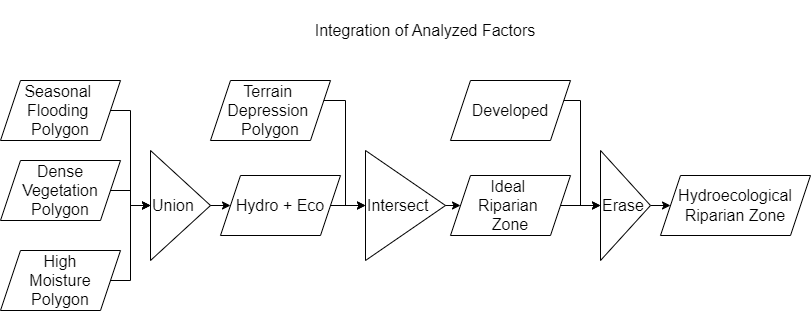 Integration of Analyzed Factors
Seasonal
Flooding
Polygon
Terrain
Depression
Polygon
Developed
Dense
Vegetation
Polygon
Union
Hydro + Eco
Intersect
Ideal
Riparian
Zone
Erase
Hydroecological
Riparian Zone
High
Moisture
Polygon